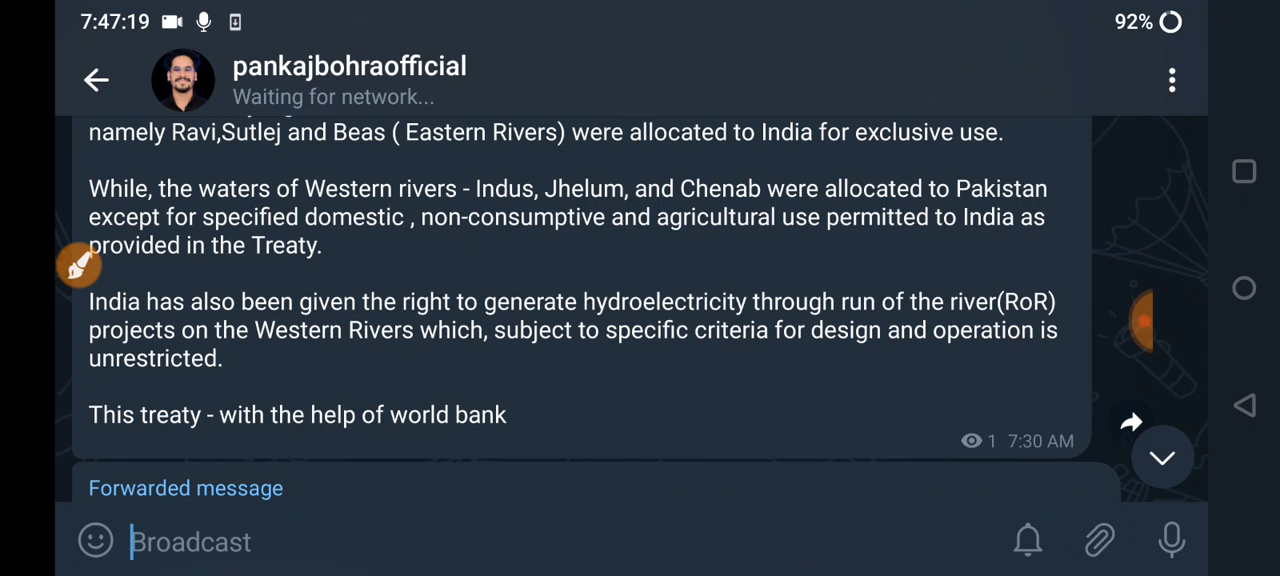 7:47:19
92%
pankajbohraofficial
Waiting for network...
namely Ravi,Sutlej and Beas ( Eastern Rivers) were allocated to India for exclusive use.
While, the waters of Western rivers - Indus, Jhelum, and Chenab were allocated to Pakistan
except for specified domestic , non-consumptive and agricultural use permitted to India as
provided in the Treaty.
India has also been given the right to generate hydroelectricity through run of the river(RoR)
projects on the Western Rivers which, subject to specific criteria for design and operation is
unrestricted.
This treaty - with the help of world bank
1 7:30 AM
Forwarded message
Broadcast